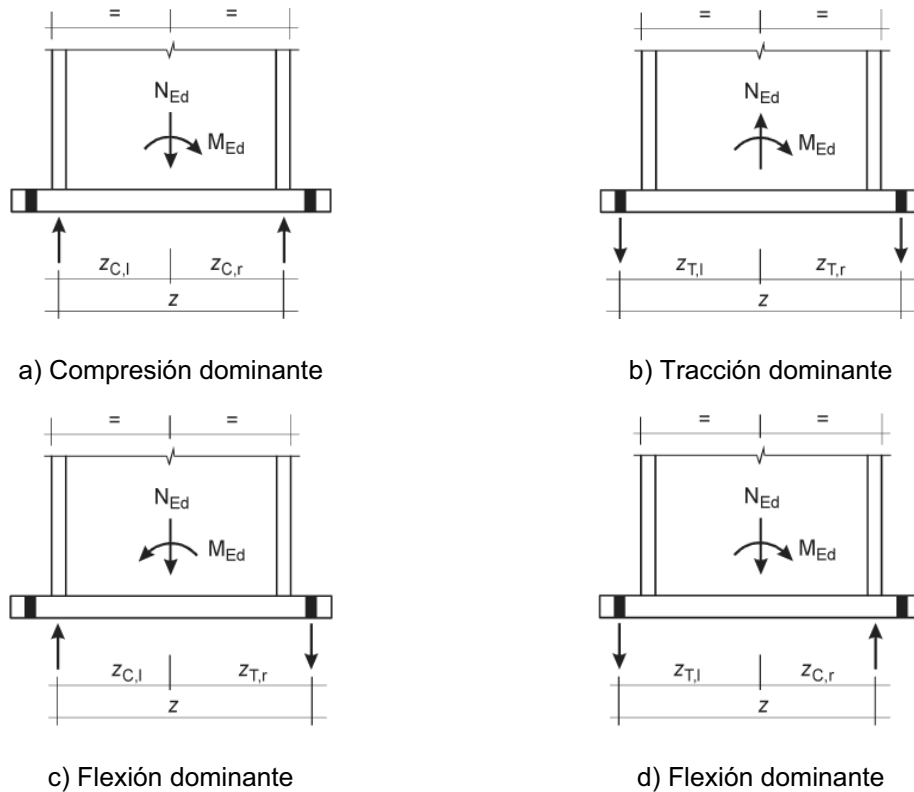 = =
N_Ed
M_Ed
z_C,l z_C,r
z
a) Compresión dominante
= =
N_Ed
M_Ed
z_T,l z_T,r
z
b) Tracción dominante
= =
N_Ed
M_Ed
z_C,l z_T,r
z
c) Flexión dominante
= =
N_Ed
M_Ed
z_T,l z_C,r
z
d) Flexión dominante